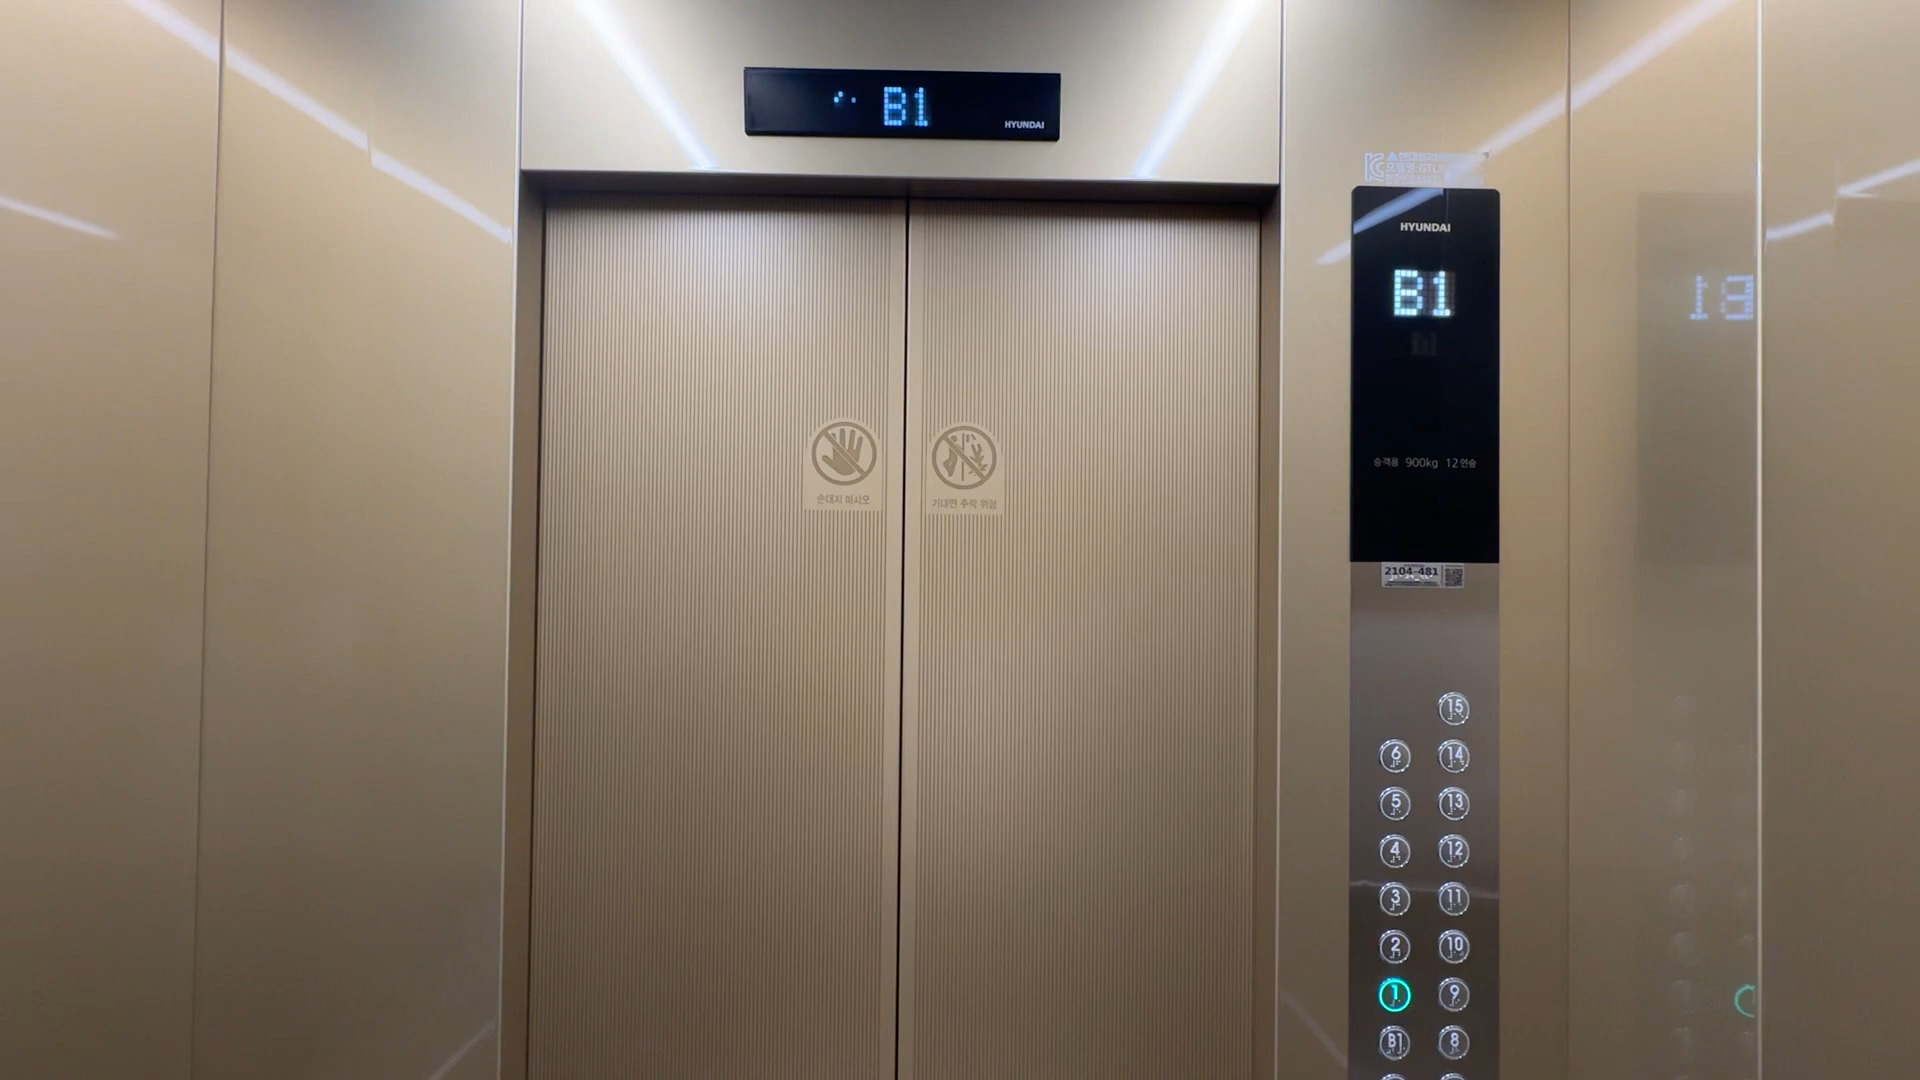 B1
HYUNDAI
HYUNDAI
B1
승객용 900kg 12인승
2104-481
손대지 마시오
기대면 추락 위험
15
6 14
5 13
4 12
3 11
2 10
1 9
B1 8